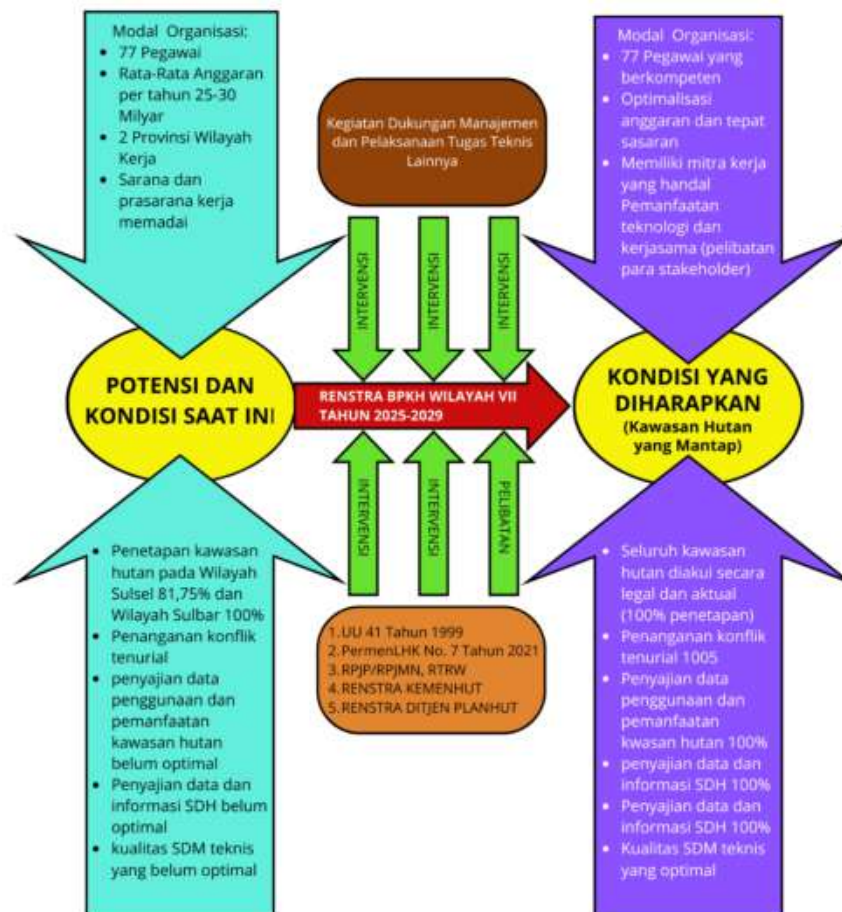 Modal Organisasi:
• 77 Pegawai
• Rata-Rata Anggaran
per tahun 25-30
Milyar
• 2 Provinsi Wilayah
Kerja
• Sarana dan
prasarana kerja
memadai
Kegiatan Dukungan Manajemen
dan Pelaksanaan Tugas Teknis
Lainnya
Modal Organisasi:
• 77 Pegawai yang
berkompeten
• Optimalisasi
anggaran dan tepat
sasaran
• Memiliki mitra kerja
yang handal
Pemanfaatan
teknologi dan
kerjasama (pelibatan
para stakeholder)
INTERVENSI
INTERVENSI
INTERVENSI
POTENSI DAN
KONDISI SAAT INI
RENSTRA BPKH WILAYAH VII
TAHUN 2025-2029
KONDISI YANG
DIHARAPKAN
(Kawasan Hutan
yang Mantap)
INTERVENSI
INTERVENSI
PELIBATAN
• Penetapan kawasan
hutan pada Wilayah
Sulsel 81,75% dan
Wilayah Sulbar 100%
• Penanganan konflik
tenurial
• penyajian data
penggunaan dan
pemanfaatan
kawasan hutan
belum optimal
• Penyajian data dan
informasi SDH belum
optimal
• kualitas SDM teknis
yang belum optimal
1. UU 41 Tahun 1999
2. PermenLHK No. 7 Tahun 2021
3. RPJP/RPJMN, RTRW
4. RENSTRA KEMENHUT
5. RENSTRA DITJEN PLANHUT
• Seluruh kawasan
hutan diakui secara
legal dan aktual
(100% penetapan)
• Penanganan konflik
tenurial 1005
• Penyajian data
penggunaan dan
pemanfaatan
kwasan hutan 100%
• penyajian data dan
informasi SDH 100%
• Penyajian data dan
informasi SDH 100%
• Kualitas SDM teknis
yang optimal